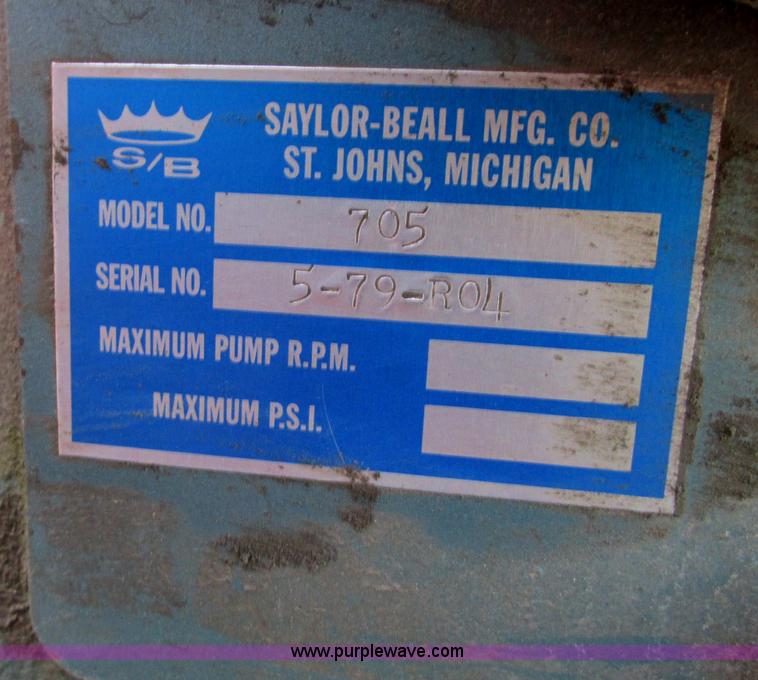 S/B
SAYLOR-BEALL MFG. CO.
ST. JOHNS, MICHIGAN
MODEL NO. 705
SERIAL NO. 5-79-R04
MAXIMUM PUMP R.P.M.
MAXIMUM P.S.I.
www.purplewave.com